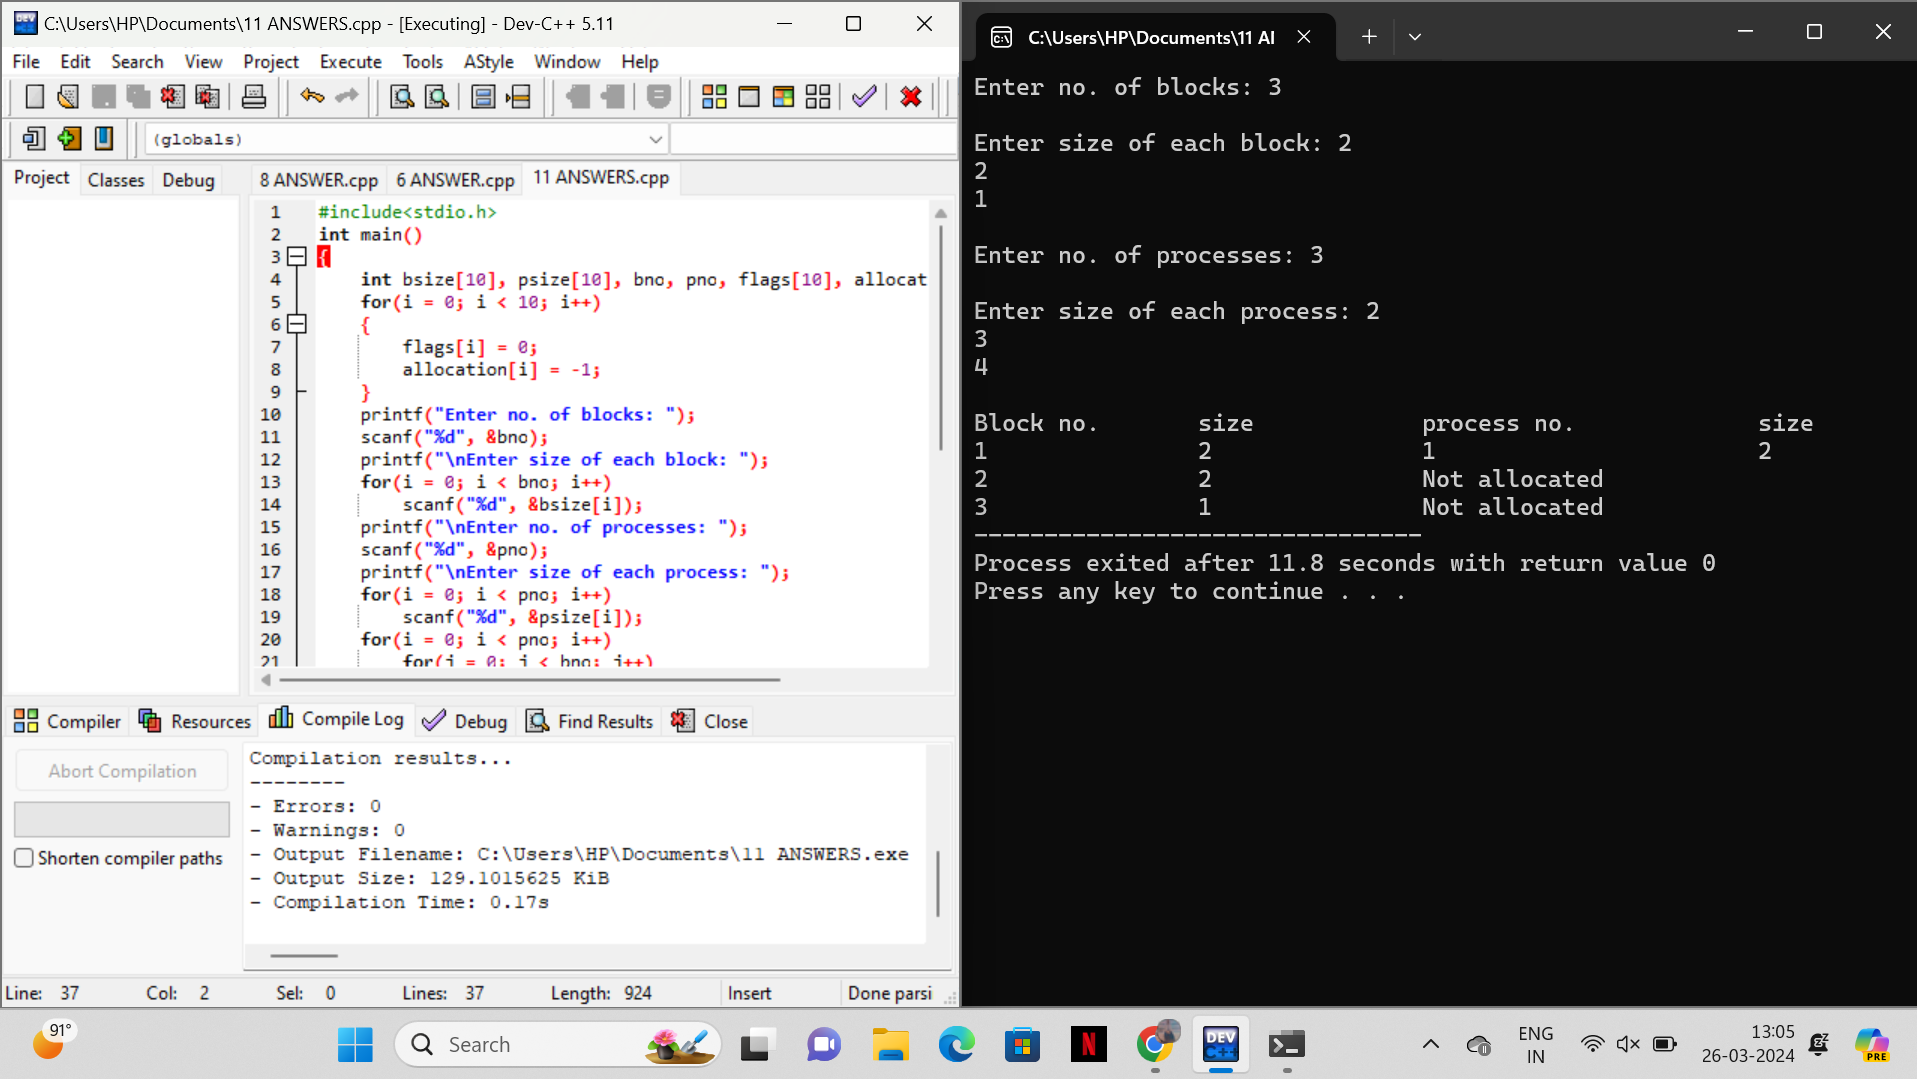 C:\Users\HP\Documents\11 ANSWERS.cpp - [Executing] - Dev-C++ 5.11
File Edit Search View Project Execute Tools AStyle Window Help
(globals)
Project Classes Debug
8 ANSWER.cpp 6 ANSWER.cpp 11 ANSWERS.cpp
1 #include<stdio.h>
2 int main()
3 {
4 int bsize[10], psize[10], bno, pno, flags[10], allocat
5 for(i = 0; i < 10; i++)
6 {
7 flags[i] = 0;
8 allocation[i] = -1;
9 }
10 printf("Enter no. of blocks: ");
11 scanf("%d", &bno);
12 printf("\nEnter size of each block: ");
13 for(i = 0; i < bno; i++)
14 scanf("%d", &bsize[i]);
15 printf("\nEnter no. of processes: ");
16 scanf("%d", &pno);
17 printf("\nEnter size of each process: ");
18 for(i = 0; i < pno; i++)
19 scanf("%d", &psize[i]);
20 for(i = 0; i < pno; i++)
21 for(j = 0; j < bno; j++)
Compiler Resources Compile Log Debug Find Results Close
Abort Compilation
Shorten compiler paths
Compilation results...
--------
- Errors: 0
- Warnings: 0
- Output Filename: C:\Users\HP\Documents\11 ANSWERS.exe
- Output Size: 129.1015625 KiB
- Compilation Time: 0.17s
Line: 37 Col: 2 Sel: 0 Lines: 37 Length: 924 Insert Done parsi
C:\Users\HP\Documents\11 AI
Enter no. of blocks: 3
Enter size of each block: 2
2
1
Enter no. of processes: 3
Enter size of each process: 2
3
4
Block no. size process no. size
1 2 1 2
2 2 Not allocated
3 1 Not allocated
--------------------------------
Process exited after 11.8 seconds with return value 0
Press any key to continue . . .
91°
Search
DEV
C++
N
ENG
IN
13:05
26-03-2024
PRE